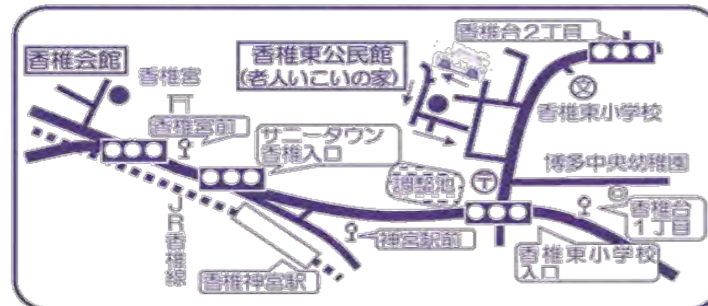 香椎会館
香椎宮
香椎宮前
サニータウン
香椎入口
JR香椎線
香椎神宮駅
神宮駅前
香椎東公民館
(老人いこいの家)
調整池
香椎台2丁目
文
香椎東小学校
博多中央幼稚園
香椎台
1丁目
香椎東小学校
入口